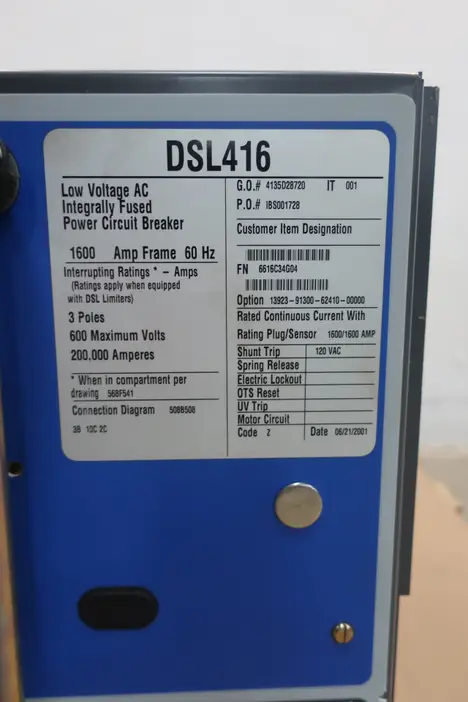 DSL416
Low Voltage AC
Integrally Fused
Power Circuit Breaker
1600 Amp Frame 60 Hz
Interrupting Ratings * – Amps
(Ratings apply when equipped
with DSL Limiters)
3 Poles
600 Maximum Volts
200,000 Amperes
* When in compartment per
drawing 568F541
Connection Diagram 508B508
3B 10C 2C
G.O.# 4135D28720 IT 001
P.O.# IBS001728
Customer Item Designation
FN 6616C34G04
Option 13923-91300-62410-00000
Rated Continuous Current With
Rating Plug/Sensor 1600/1600 AMP
Shunt Trip 120 VAC
Spring Release
Electric Lockout
OTS Reset
UV Trip
Motor Circuit
Code Z Date 06/21/2001